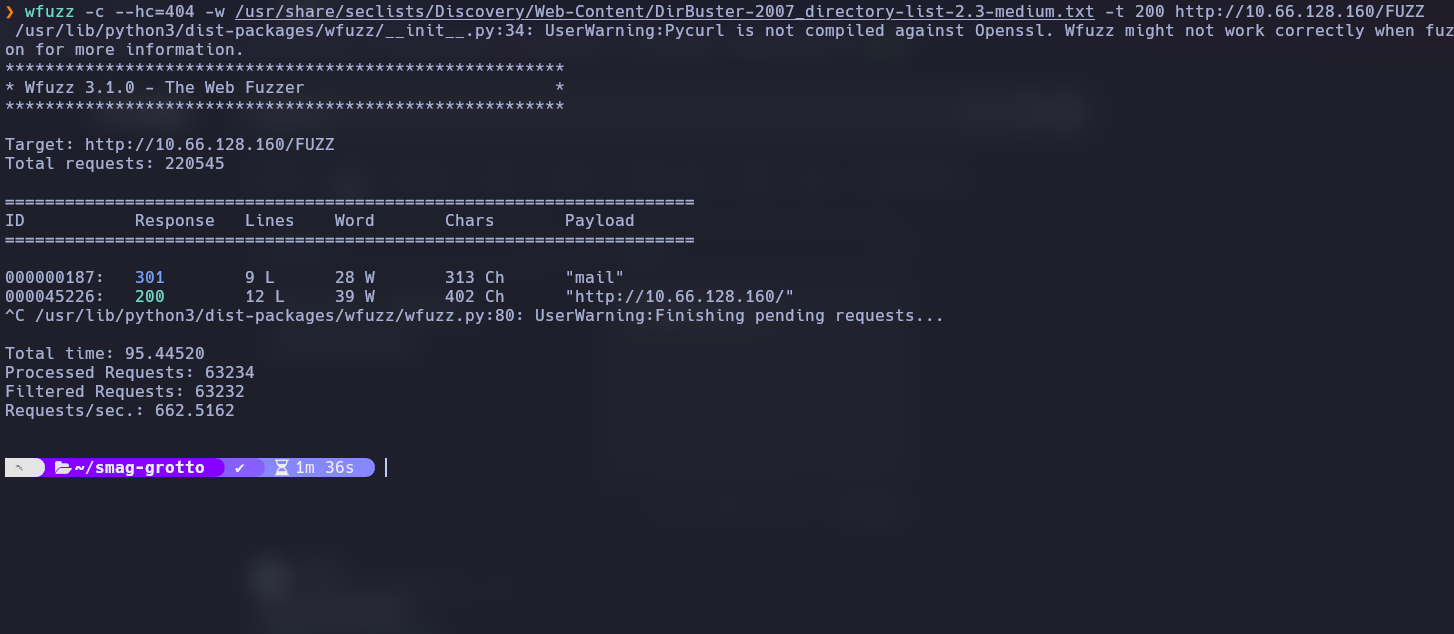 ❯ wfuzz -c --hc=404 -w /usr/share/seclists/Discovery/Web-Content/DirBuster-2007_directory-list-2.3-medium.txt -t 200 http://10.66.128.160/FUZZ
/usr/lib/python3/dist-packages/wfuzz/__init__.py:34: UserWarning:Pycurl is not compiled against Openssl. Wfuzz might not work correctly when fuz
on for more information.
********************************************************
* Wfuzz 3.1.0 - The Web Fuzzer                         *
********************************************************
Target: http://10.66.128.160/FUZZ
Total requests: 220545
=====================================================================
ID           Response   Lines    Word       Chars       Payload
=====================================================================
000000187:   301        9 L      28 W       313 Ch      "mail"
000045226:   200        12 L     39 W       402 Ch      "http://10.66.128.160/"
^C /usr/lib/python3/dist-packages/wfuzz/wfuzz.py:80: UserWarning:Finishing pending requests...
Total time: 95.44520
Processed Requests: 63234
Filtered Requests: 63232
Requests/sec.: 662.5162
~/smag-grotto ✔ 1m 36s